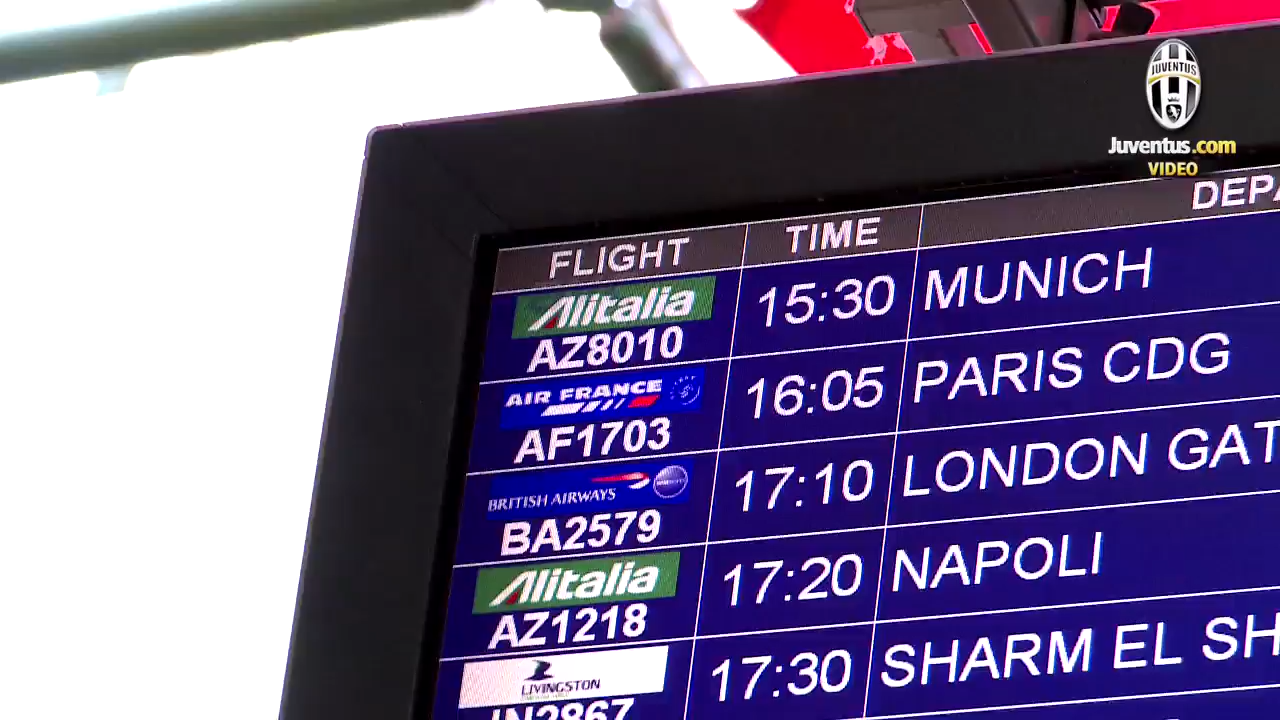 JUVENTUS
Juventus.com
VIDEO
DEPA
FLIGHT TIME
Alitalia
AZ8010 15:30 MUNICH
AIR FRANCE
AF1703 16:05 PARIS CDG
BRITISH AIRWAYS
BA2579 17:10 LONDON GAT
Alitalia
AZ1218 17:20 NAPOLI
LIVINGSTON
JN2867 17:30 SHARM EL SH